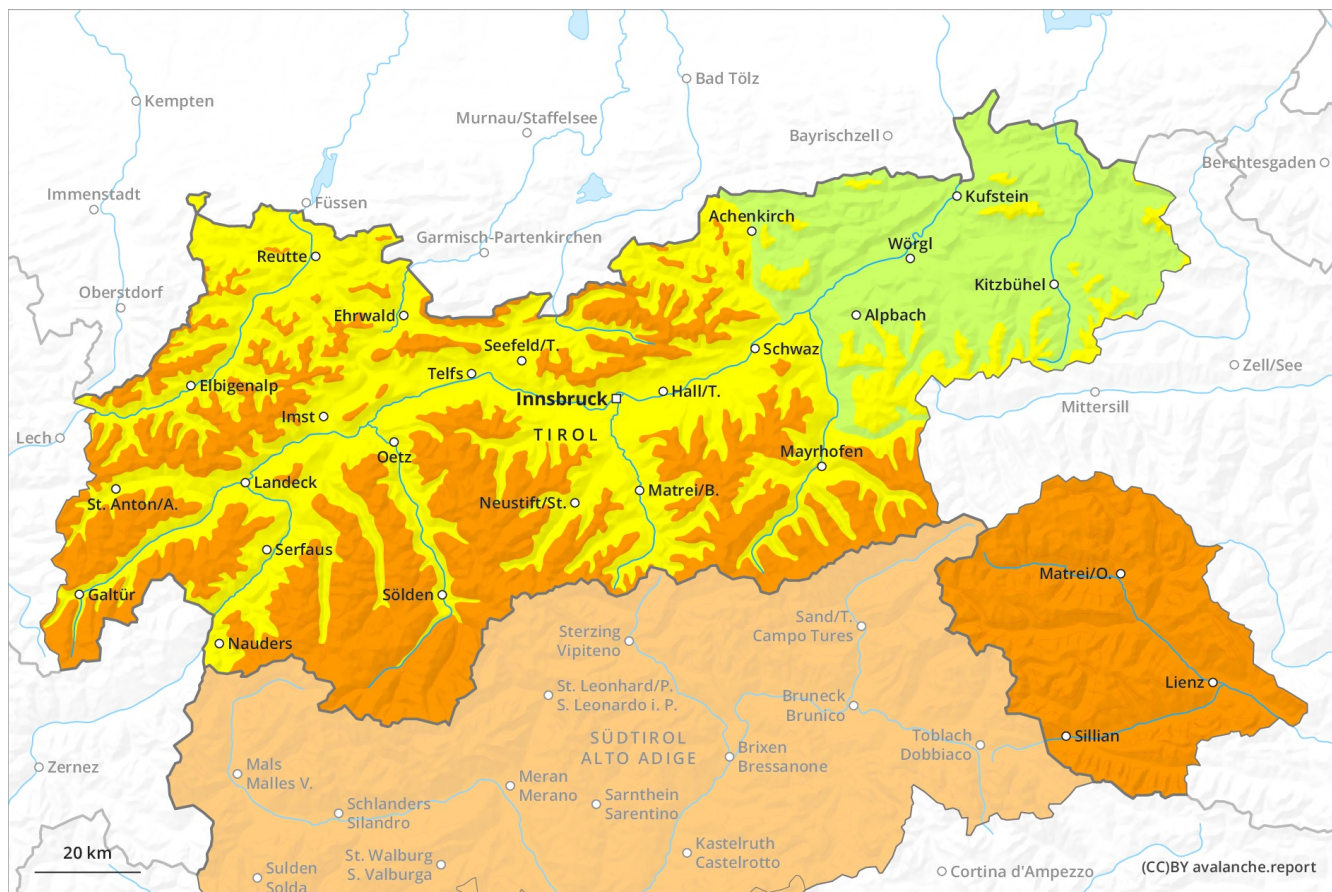 Bad Tölz
Kempten
Murnau/Staffelsee
Bayrischzell
Berchtesgaden
Immenstadt
Füssen
Kufstein
Achenkirch
Garmisch-Partenkirchen
Wörgl
Reutte
Kitzbühel
Oberstdorf
Ehrwald
Alpbach
Seefeld/T.
Schwaz
Zell/See
Telfs
Elbigenalp
Hall/T.
Innsbruck
Mittersill
Imst
Lech
TIROL
Oetz
Mayrhofen
Landeck
Matrei/B.
St. Anton/A.
Neustift/St.
Serfaus
Matrei/O.
Galtür
Sölden
Sand/T.
Campo Tures
Sterzing
Vipiteno
Nauders
Lienz
St. Leonhard/P.
S. Leonardo i. P.
Bruneck
Brunico
SÜDTIROL
ALTO ADIGE
Toblach
Dobbiaco
Sillian
Brixen
Bressanone
Zernez
Mals
Malles V.
Meran
Merano
Sarnthein
Sarentino
Schlanders
Silandro
Kastelruth
Castelrotto
20 km
St. Walburg
S. Valburga
Sulden
Solda
Cortina d'Ampezzo
(CC)BY avalanche.report